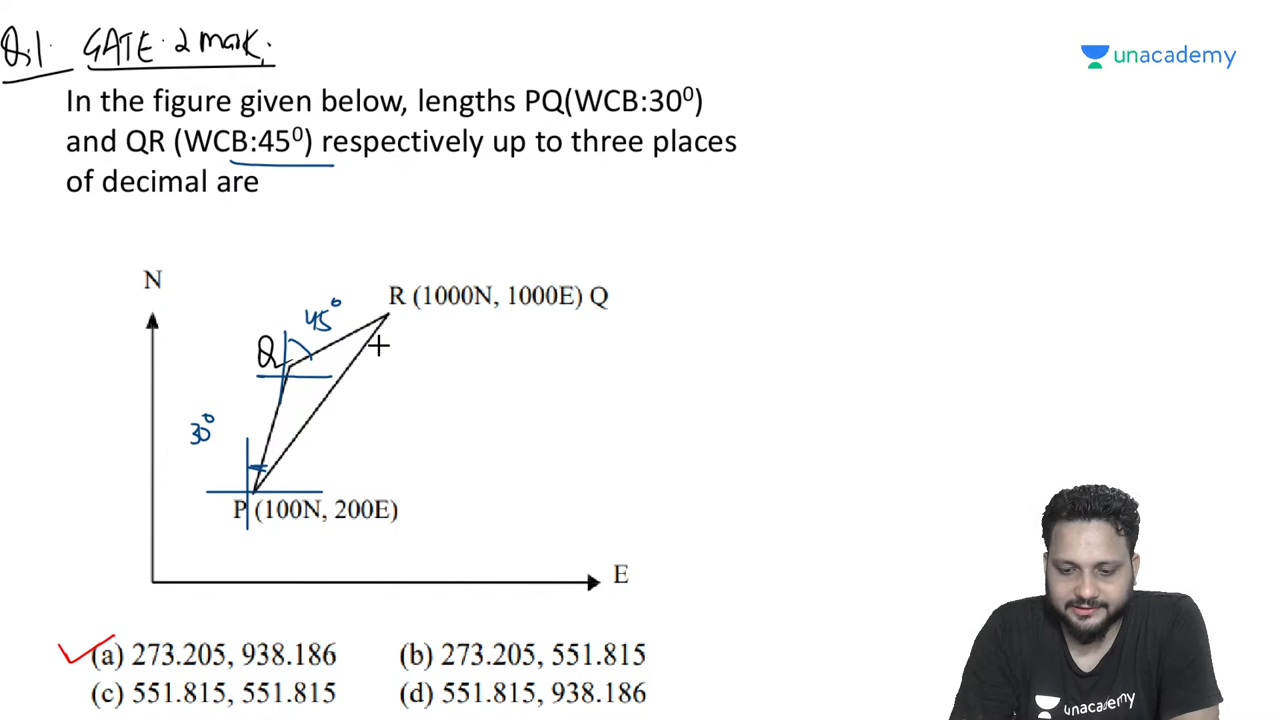 Q.1. GATE. 2 mark.
unacademy
In the figure given below, lengths PQ(WCB:30⁰)
and QR (WCB:45⁰) respectively up to three places
of decimal are
N
R (1000N, 1000E) Q
45°
Q
30°
P (100N, 200E)
E
(a) 273.205, 938.186 (b) 273.205, 551.815
(c) 551.815, 551.815 (d) 551.815, 938.186
unacademy